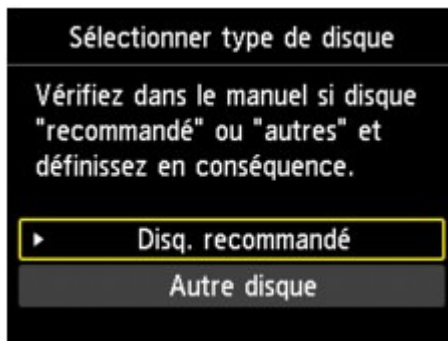 Sélectionner type de disque
Vérifiez dans le manuel si disque
"recommandé" ou "autres" et
définissez en conséquence.
Disq. recommandé
Autre disque